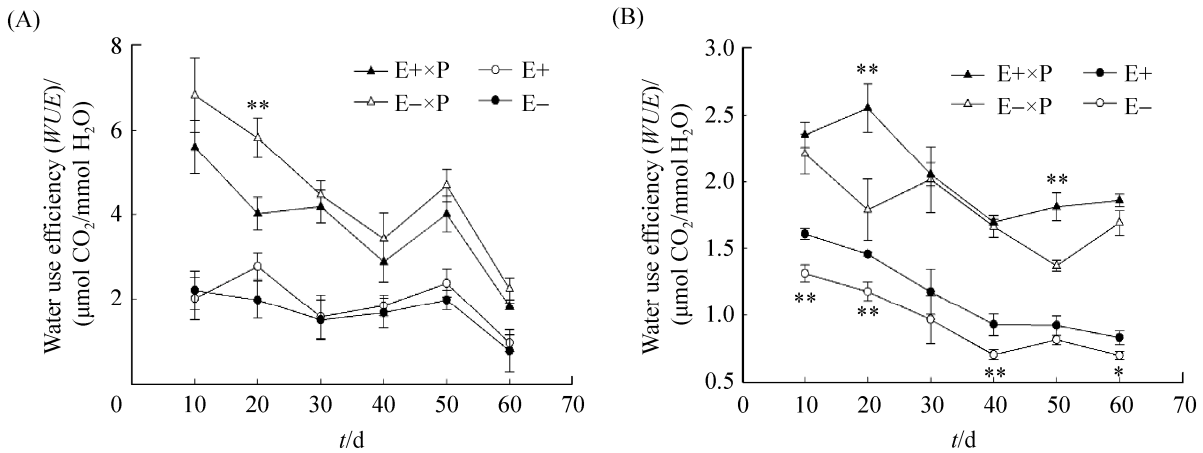 (A)
Water use efficiency (WUE)/
(μmol CO₂/mmol H₂O)
8
6
4
2
0
10 20 30 40 50 60 70
t/d
E+×P
E+
E−×P
E−
**
(B)
Water use efficiency (WUE)/
(μmol CO₂/mmol H₂O)
3.0
2.5
2.0
1.5
1.0
0.5
0 10 20 30 40 50 60 70
t/d
E+×P
E+
E−×P
E−
**
**
**
**
**
*